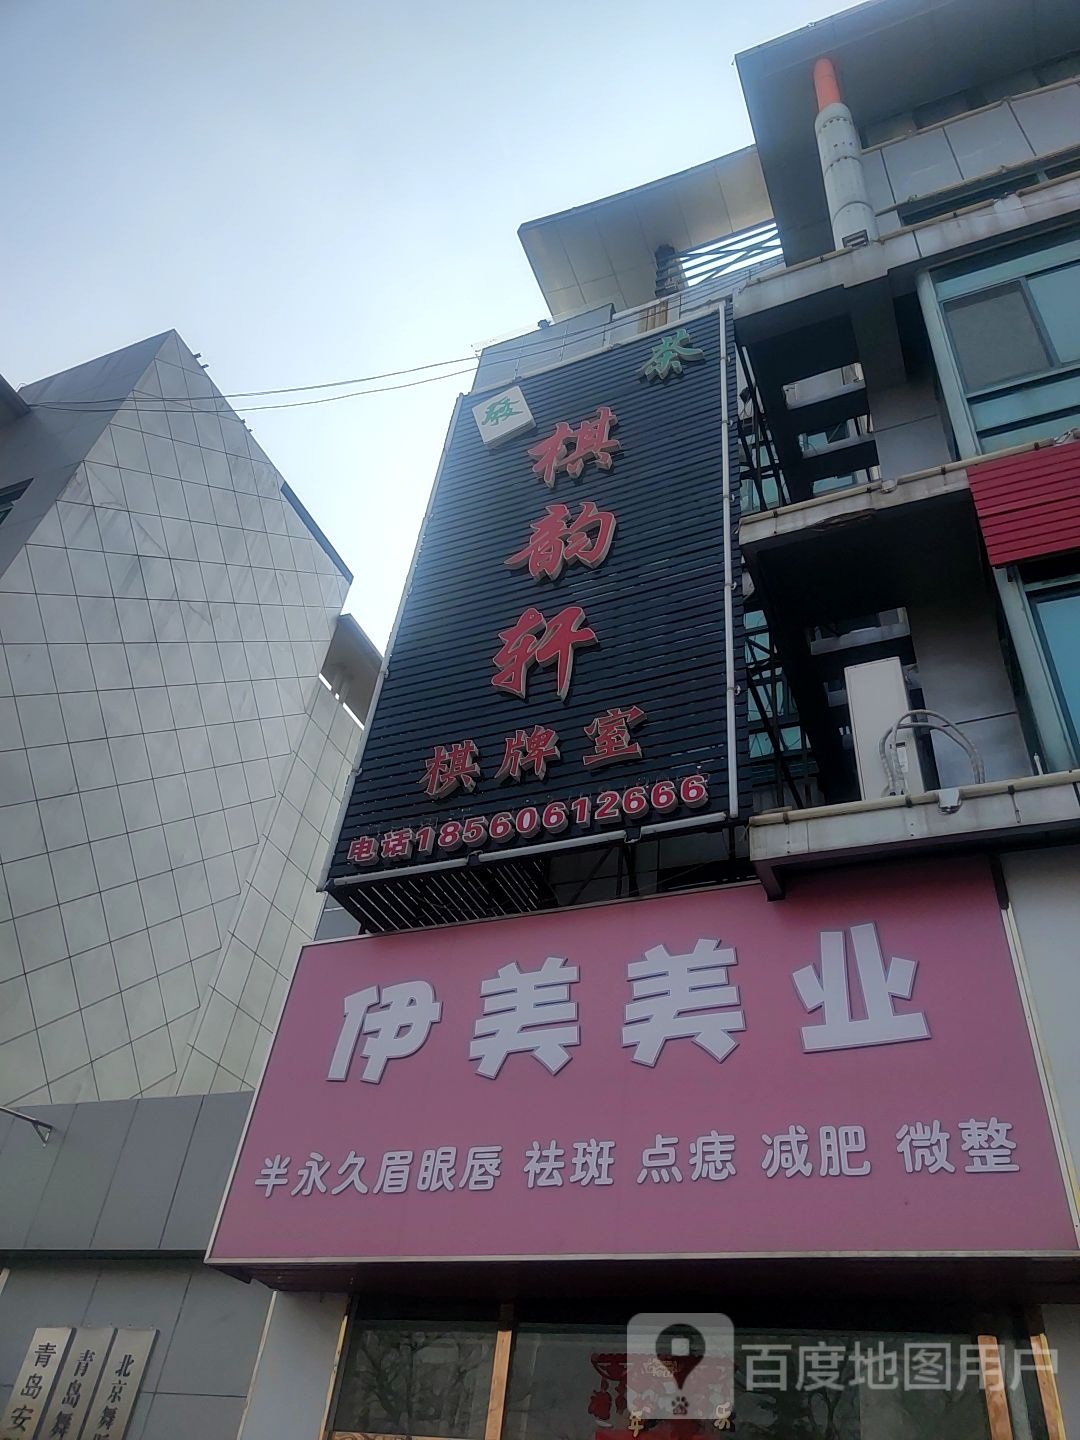 茶
發
棋韵轩
棋牌室
电话18560612666
伊美美业
半永久眉眼唇 祛斑 点痣 减肥 微整
青岛安
青岛舞
北京舞
年
百度地图用户